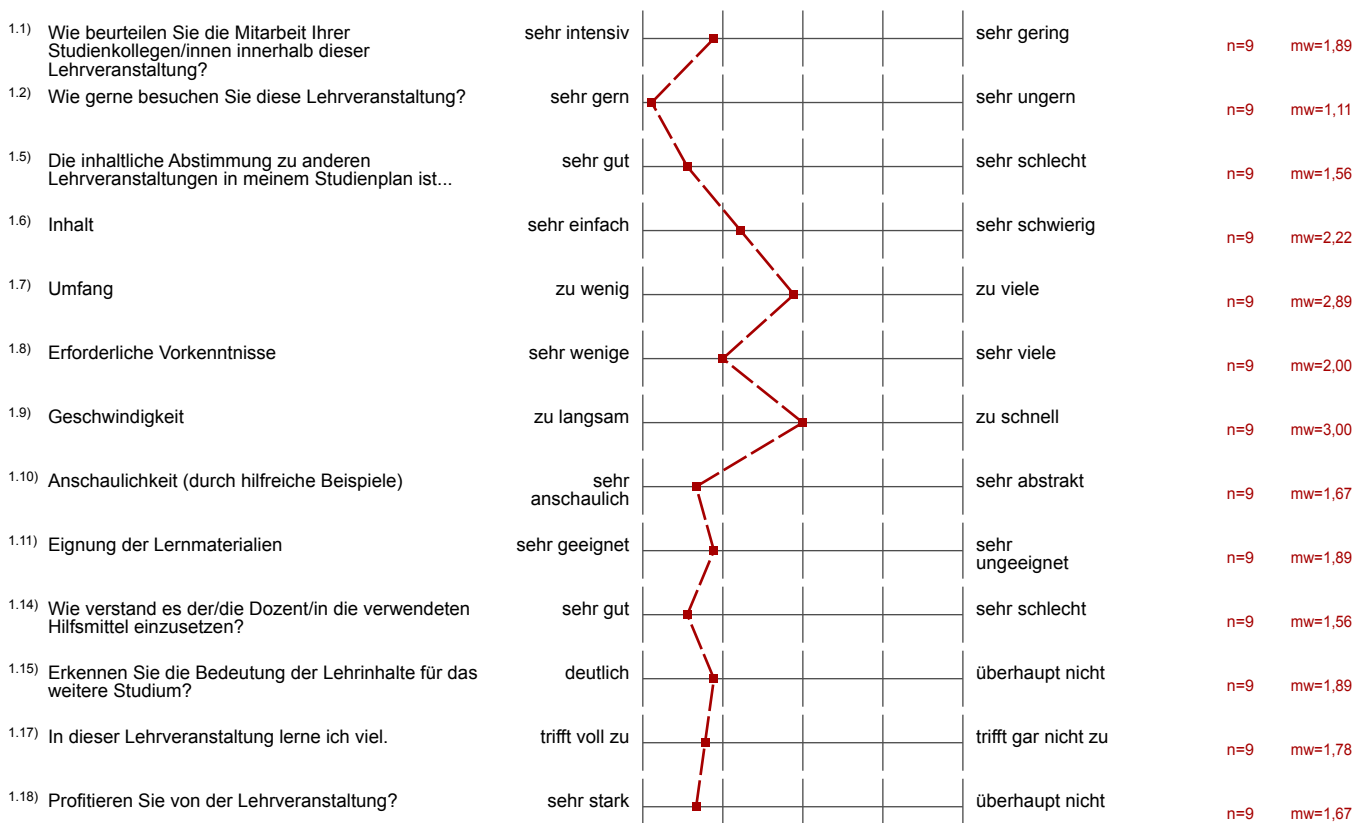 1.1) Wie beurteilen Sie die Mitarbeit Ihrer
Studienkollegen/innen innerhalb dieser
Lehrveranstaltung?
sehr intensiv
sehr gering
n=9 mw=1,89
1.2) Wie gerne besuchen Sie diese Lehrveranstaltung?
sehr gern
sehr ungern
n=9 mw=1,11
1.5) Die inhaltliche Abstimmung zu anderen
Lehrveranstaltungen in meinem Studienplan ist...
sehr gut
sehr schlecht
n=9 mw=1,56
1.6) Inhalt
sehr einfach
sehr schwierig
n=9 mw=2,22
1.7) Umfang
zu wenig
zu viele
n=9 mw=2,89
1.8) Erforderliche Vorkenntnisse
sehr wenige
sehr viele
n=9 mw=2,00
1.9) Geschwindigkeit
zu langsam
zu schnell
n=9 mw=3,00
1.10) Anschaulichkeit (durch hilfreiche Beispiele)
sehr
anschaulich
sehr abstrakt
n=9 mw=1,67
1.11) Eignung der Lernmaterialien
sehr geeignet
sehr
ungeeignet
n=9 mw=1,89
1.14) Wie verstand es der/die Dozent/in die verwendeten
Hilfsmittel einzusetzen?
sehr gut
sehr schlecht
n=9 mw=1,56
1.15) Erkennen Sie die Bedeutung der Lehrinhalte für das
weitere Studium?
deutlich
überhaupt nicht
n=9 mw=1,89
1.17) In dieser Lehrveranstaltung lerne ich viel.
trifft voll zu
trifft gar nicht zu
n=9 mw=1,78
1.18) Profitieren Sie von der Lehrveranstaltung?
sehr stark
überhaupt nicht
n=9 mw=1,67